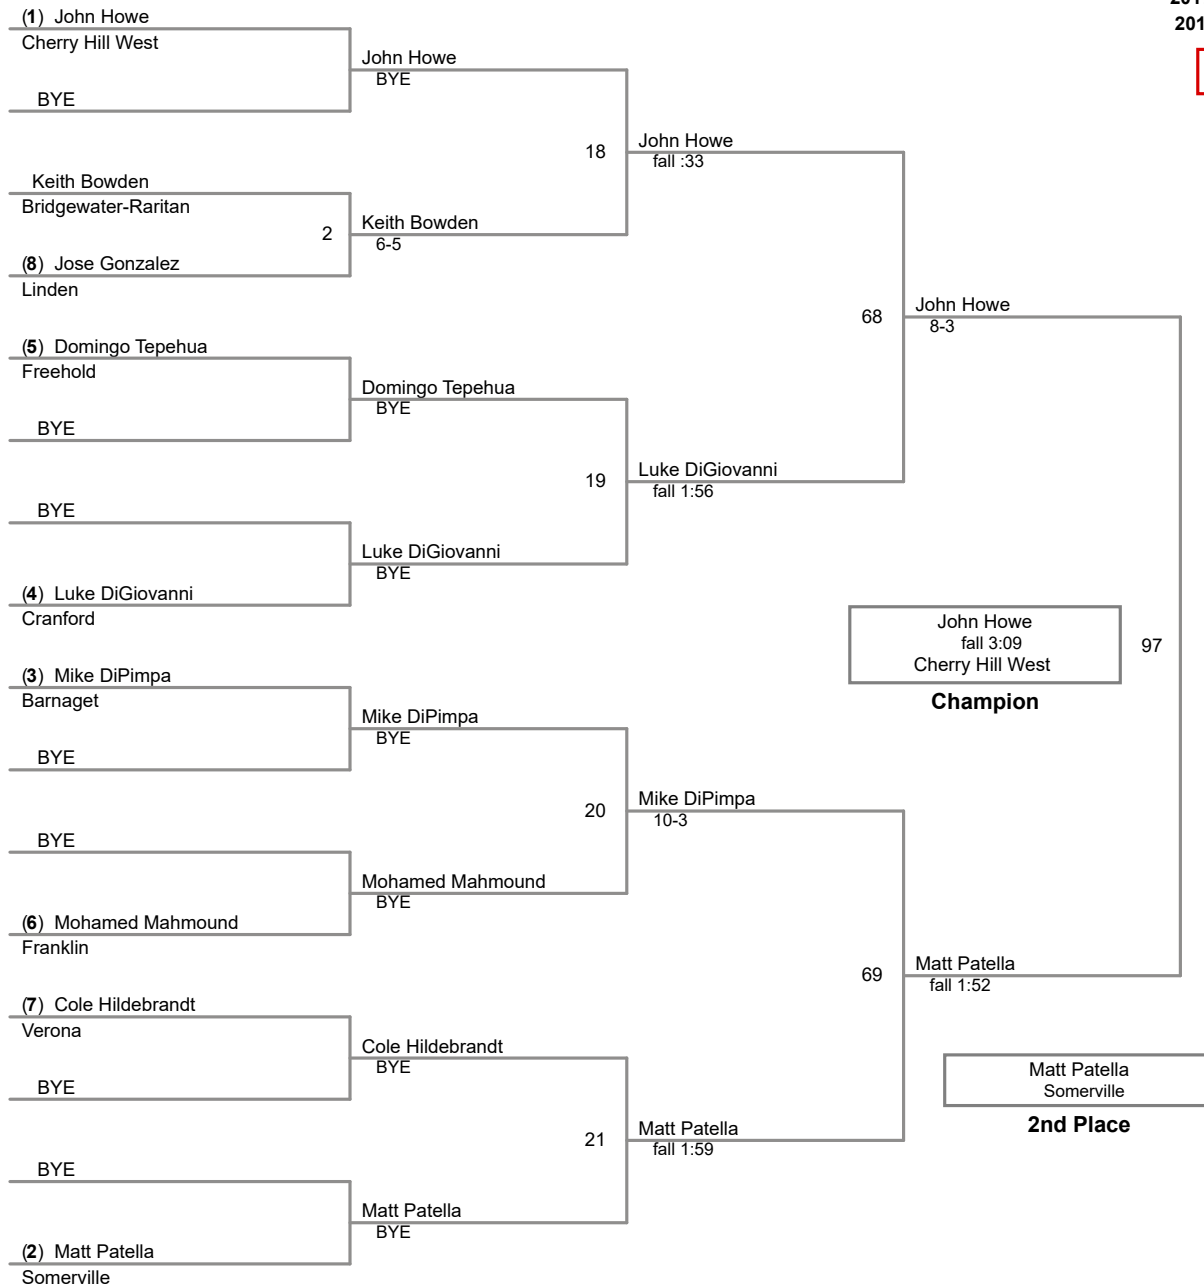 201
201
(1) John Howe
Cherry Hill West
BYE
Keith Bowden
Bridgewater-Raritan
2
(8) Jose Gonzalez
Linden
(5) Domingo Tepehua
Freehold
BYE
BYE
(4) Luke DiGiovanni
Cranford
(3) Mike DiPimpa
Barnaget
BYE
BYE
(6) Mohamed Mahmound
Franklin
(7) Cole Hildebrandt
Verona
BYE
BYE
(2) Matt Patella
Somerville
John Howe
BYE
18
Keith Bowden
6-5
Domingo Tepehua
BYE
19
Luke DiGiovanni
BYE
Mike DiPimpa
BYE
20
Mohamed Mahmound
BYE
Cole Hildebrandt
BYE
21
Matt Patella
BYE
John Howe
fall :33
68
Luke DiGiovanni
fall 1:56
Mike DiPimpa
10-3
69
Matt Patella
fall 1:59
John Howe
8-3
John Howe
fall 3:09
Cherry Hill West
97
Champion
Matt Patella
fall 1:52
Matt Patella
Somerville
2nd Place